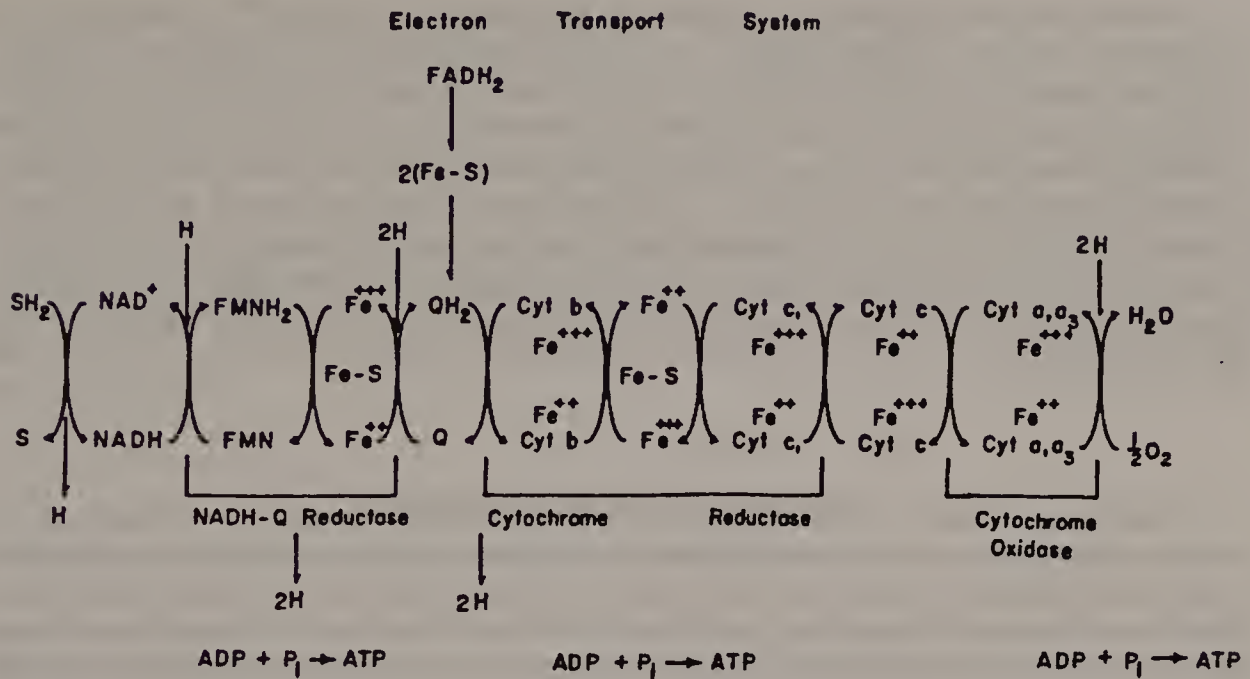 Electron Transport System
FADH₂
2(Fe-S)
H 2H 2H
SH₂ NAD⁺ FMNH₂ Fe⁺⁺⁺ QH₂ Cyt b Fe⁺⁺ Cyt c₁ Cyt c Cyt a,a₃ H₂O
Fe⁺⁺⁺ Fe⁺⁺⁺ Fe⁺⁺ Fe⁺⁺⁺
Fe-S Fe-S
Fe⁺⁺ Fe⁺⁺ Fe⁺⁺⁺ Fe⁺⁺
S NADH FMN Fe⁺⁺ Q Cyt b Fe⁺⁺⁺ Cyt c₁ Cyt c Cyt a,a₃ ½O₂
H NADH-Q Reductase Cytochrome Reductase Cytochrome
Oxidase
2H 2H
ADP + Pᵢ → ATP ADP + Pᵢ → ATP ADP + Pᵢ → ATP